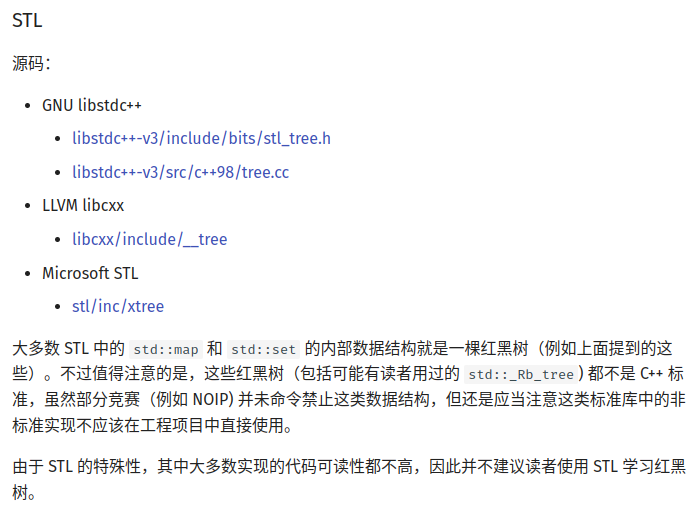 STL
源码：
GNU libstdc++
libstdc++-v3/include/bits/stl_tree.h
libstdc++-v3/src/c++98/tree.cc
LLVM libcxx
libcxx/include/__tree
Microsoft STL
stl/inc/xtree
大多数 STL 中的 std::map 和 std::set 的内部数据结构就是一棵红黑树（例如上面提到的这
些）。不过值得注意的是，这些红黑树（包括可能有读者用过的 std::_Rb_tree ) 都不是 C++ 标
准，虽然部分竞赛（例如 NOIP) 并未命令禁止这类数据结构，但还是应当注意这类标准库中的非
标准实现不应该在工程项目中直接使用。
由于 STL 的特殊性，其中大多数实现的代码可读性都不高，因此并不建议读者使用 STL 学习红黑
树。